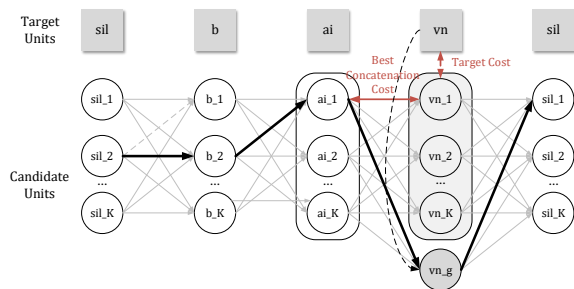 Target
Units
sil
b
ai
vn
sil
Best
Concatenation
Cost
Target Cost
sil_1
b_1
ai_1
vn_1
sil_1
Candidate
Units
sil_2
b_2
ai_2
vn_2
sil_2
...
...
...
...
...
sil_K
b_K
ai_K
vn_K
sil_K
vn_g